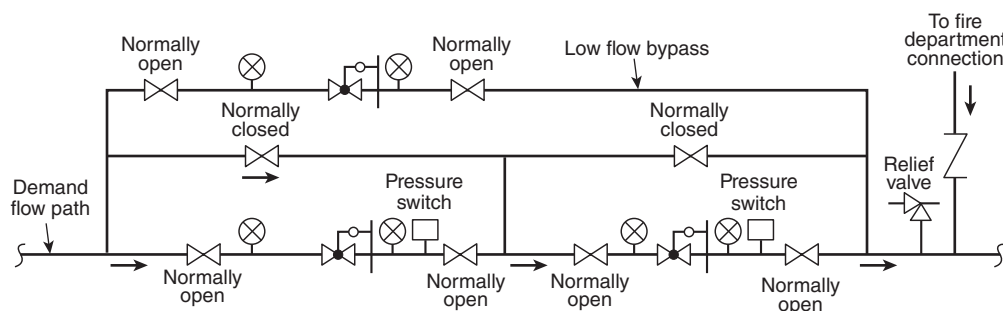 Normally
open
Normally
open
Low flow bypass
To fire
department
connection
Normally
closed
Normally
closed
Demand
flow path
Pressure
switch
Pressure
switch
Relief
valve
Normally
open
Normally
open
Normally
open
Normally
open